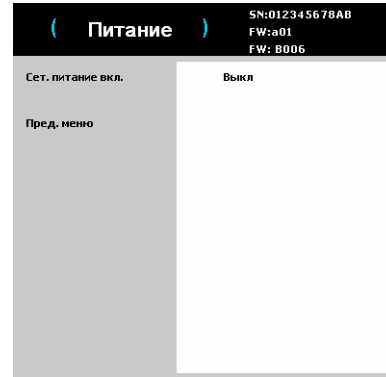 ( Питание )
SN:012345678AB
FW:a01
FW: B006
Сет. питание вкл. Выкл
Пред. меню